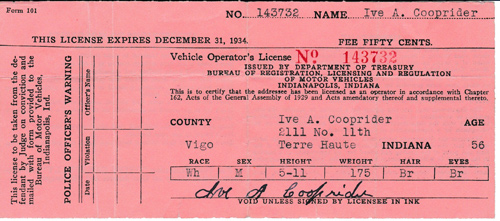 Form 101
NO. 143732 NAME Ive A. Cooprider
THIS LICENSE EXPIRES DECEMBER 31, 1934. FEE FIFTY CENTS.
Vehicle Operator's License No 143732
ISSUED BY DEPARTMENT OF TREASURY
BUREAU OF REGISTRATION, LICENSING AND REGULATION
OF MOTOR VEHICLES
INDIANAPOLIS, INDIANA
This is to certify that the addressee has been licensed as an operator in accordance with Chapter
162, Acts of the General Assembly of 1929 and Acts amendatory thereof and supplemental thereto.
COUNTY Ive A. Cooprider
2111 No. 11th AGE
Vigo Terre Haute INDIANA 56
RACE SEX HEIGHT WEIGHT HAIR EYES
Wh M 5-11 175 Br Br
Ive A Cooprider
VOID UNLESS SIGNED BY LICENSEE IN INK
This license to be taken from the de-
fendant by judge on conviction and
mailed with form provided to the
Bureau of Motor Vehicles,
Indianapolis, Ind.
POLICE OFFICER'S WARNING
Date Violation Officer's Name